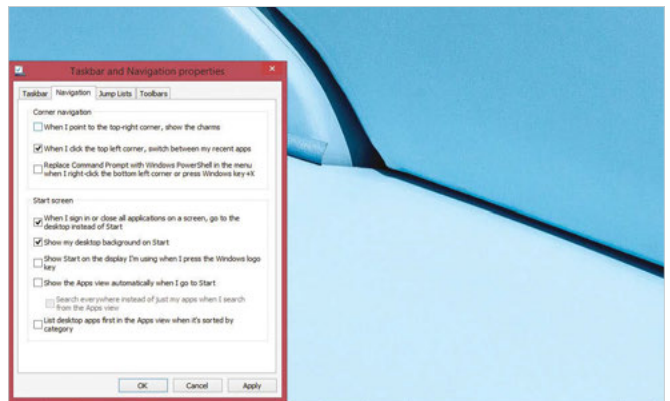 Taskbar and Navigation properties
Taskbar Navigation Jump Lists Toolbars
Corner navigation
When I point to the top-right corner, show the charms
When I click the top left corner, switch between my recent apps
Replace Command Prompt with Windows PowerShell in the menu
when I right-click the bottom left corner or press Windows key+X
Start screen
When I sign in or close all applications on a screen, go to the
desktop instead of Start
Show my desktop background on Start
Show Start on the display I'm using when I press the Windows logo
key
Show the Apps view automatically when I go to Start
Search everywhere instead of just my apps when I search
from the Apps view
List desktop apps first in the Apps view when it's sorted by
category
OK Cancel Apply